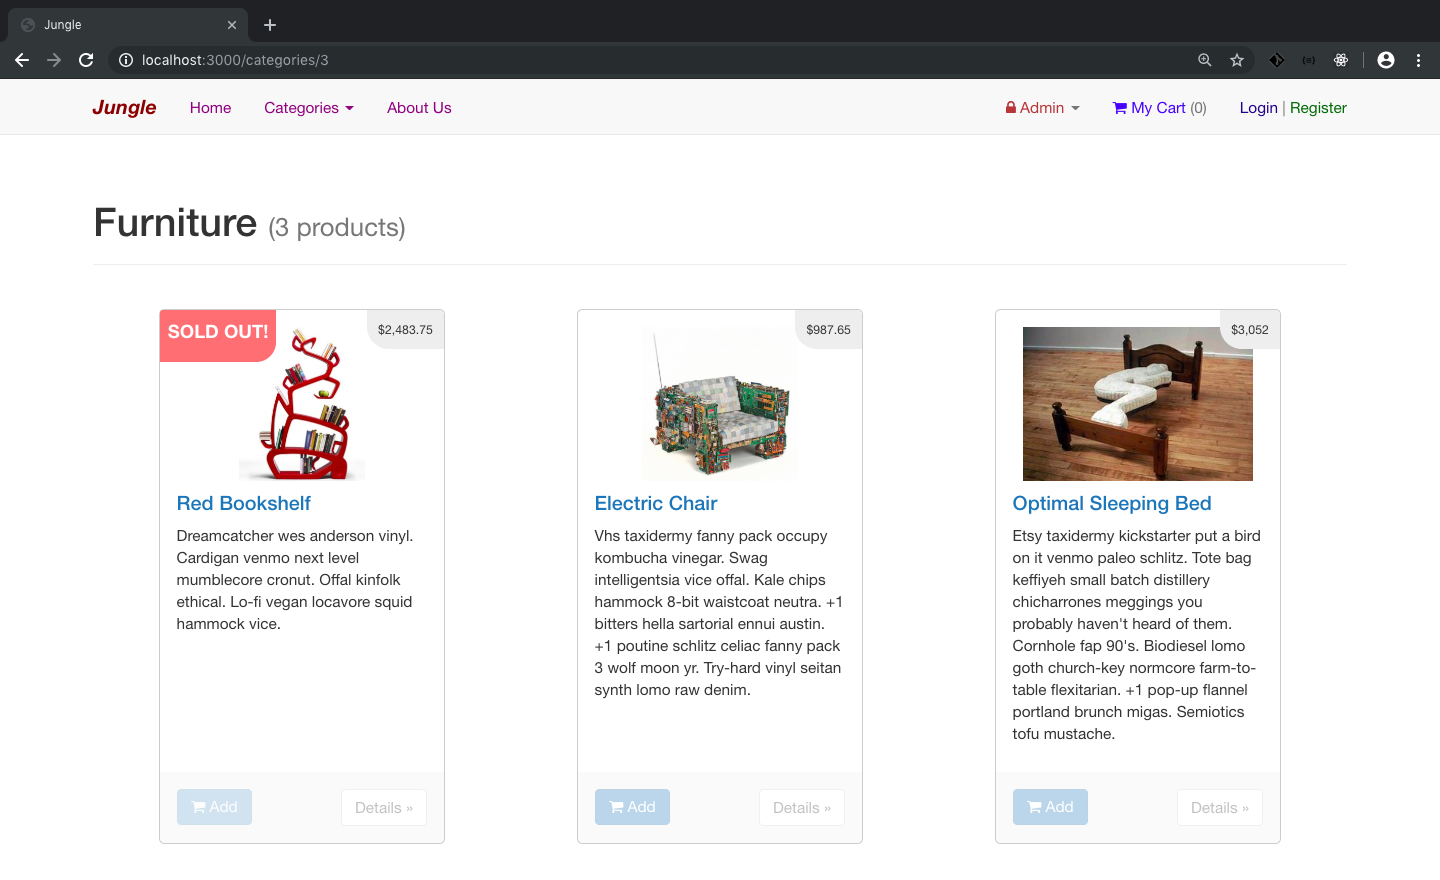 Jungle
localhost:3000/categories/3
Jungle Home Categories About Us Admin My Cart (0) Login | Register
Furniture (3 products)
SOLD OUT!
$2,483.75
Red Bookshelf
Dreamcatcher wes anderson vinyl.
Cardigan venmo next level
mumblecore cronut. Offal kinfolk
ethical. Lo-fi vegan locavore squid
hammock vice.
Add Details »
$987.65
Electric Chair
Vhs taxidermy fanny pack occupy
kombucha vinegar. Swag
intelligentsia vice offal. Kale chips
hammock 8-bit waistcoat neutra. +1
bitters hella sartorial ennui austin.
+1 poutine schlitz celiac fanny pack
3 wolf moon yr. Try-hard vinyl seitan
synth lomo raw denim.
Add Details »
$3,052
Optimal Sleeping Bed
Etsy taxidermy kickstarter put a bird
on it venmo paleo schlitz. Tote bag
keffiyeh small batch distillery
chicharrones meggings you
probably haven't heard of them.
Cornhole fap 90's. Biodiesel lomo
goth church-key normcore farm-to-
table flexitarian. +1 pop-up flannel
portland brunch migas. Semiotics
tofu mustache.
Add Details »